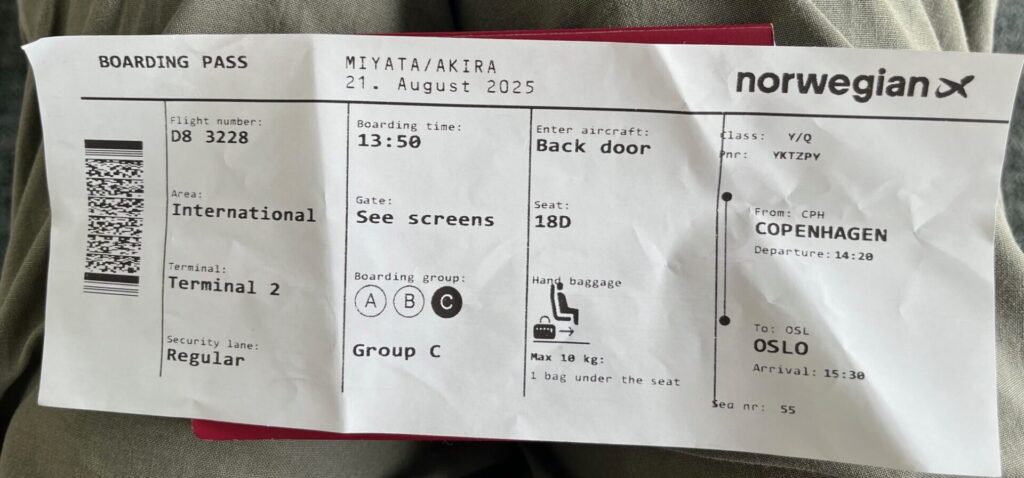 BOARDING PASS
MIYATA/AKIRA
21. August 2025
norwegian
Flight number:
D8 3228
Area:
International
Terminal:
Terminal 2
Security lane:
Regular
Boarding time:
13:50
Gate:
See screens
Boarding group:
A B C
Group C
Enter aircraft:
Back door
Seat:
18D
Hand baggage
Max 10 kg:
1 bag under the seat
Class: Y/Q
Pnr: YKTZPY
From: CPH
COPENHAGEN
Departure: 14:20
To: OSL
OSLO
Arrival: 15:30
Seq nr: 55